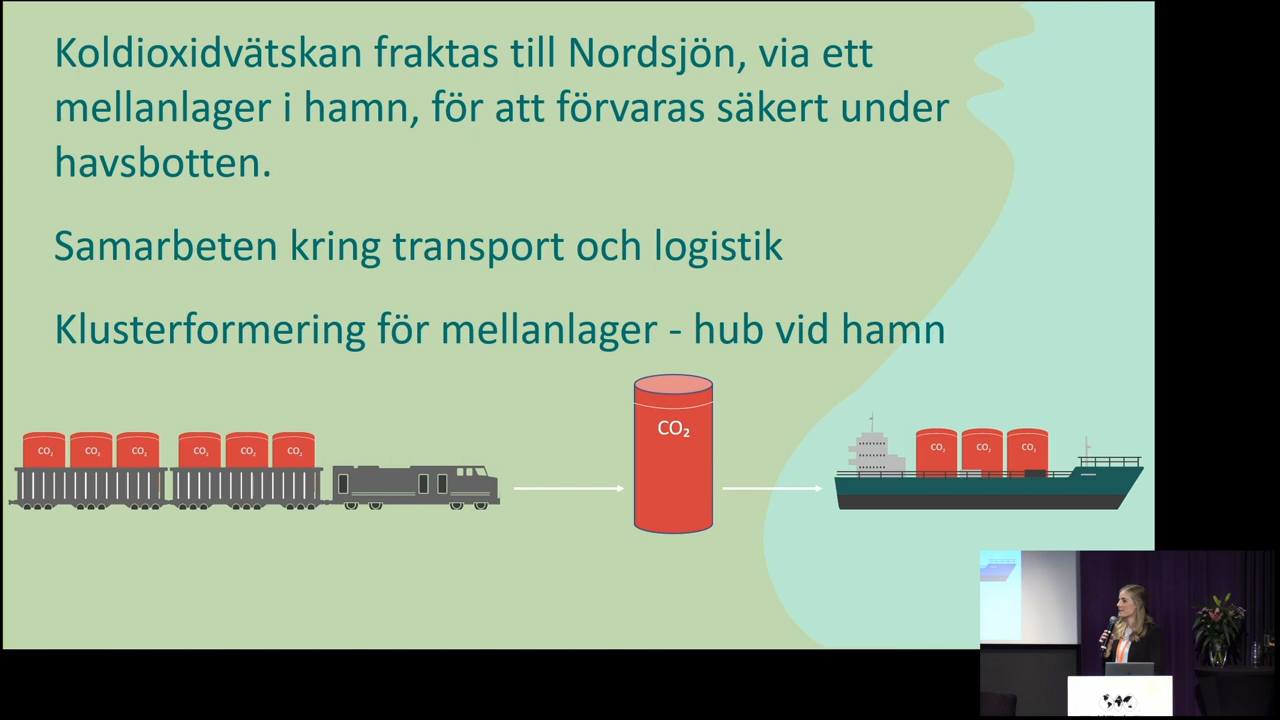 Koldioxidvätskan fraktas till Nordsjön, via ett
mellanlager i hamn, för att förvaras säkert under
havsbotten.
Samarbeten kring transport och logistik
Klusterformering för mellanlager - hub vid hamn
CO₂
CO₂ CO₂ CO₂ CO₂ CO₂ CO₂
CO₂ CO₂ CO₂